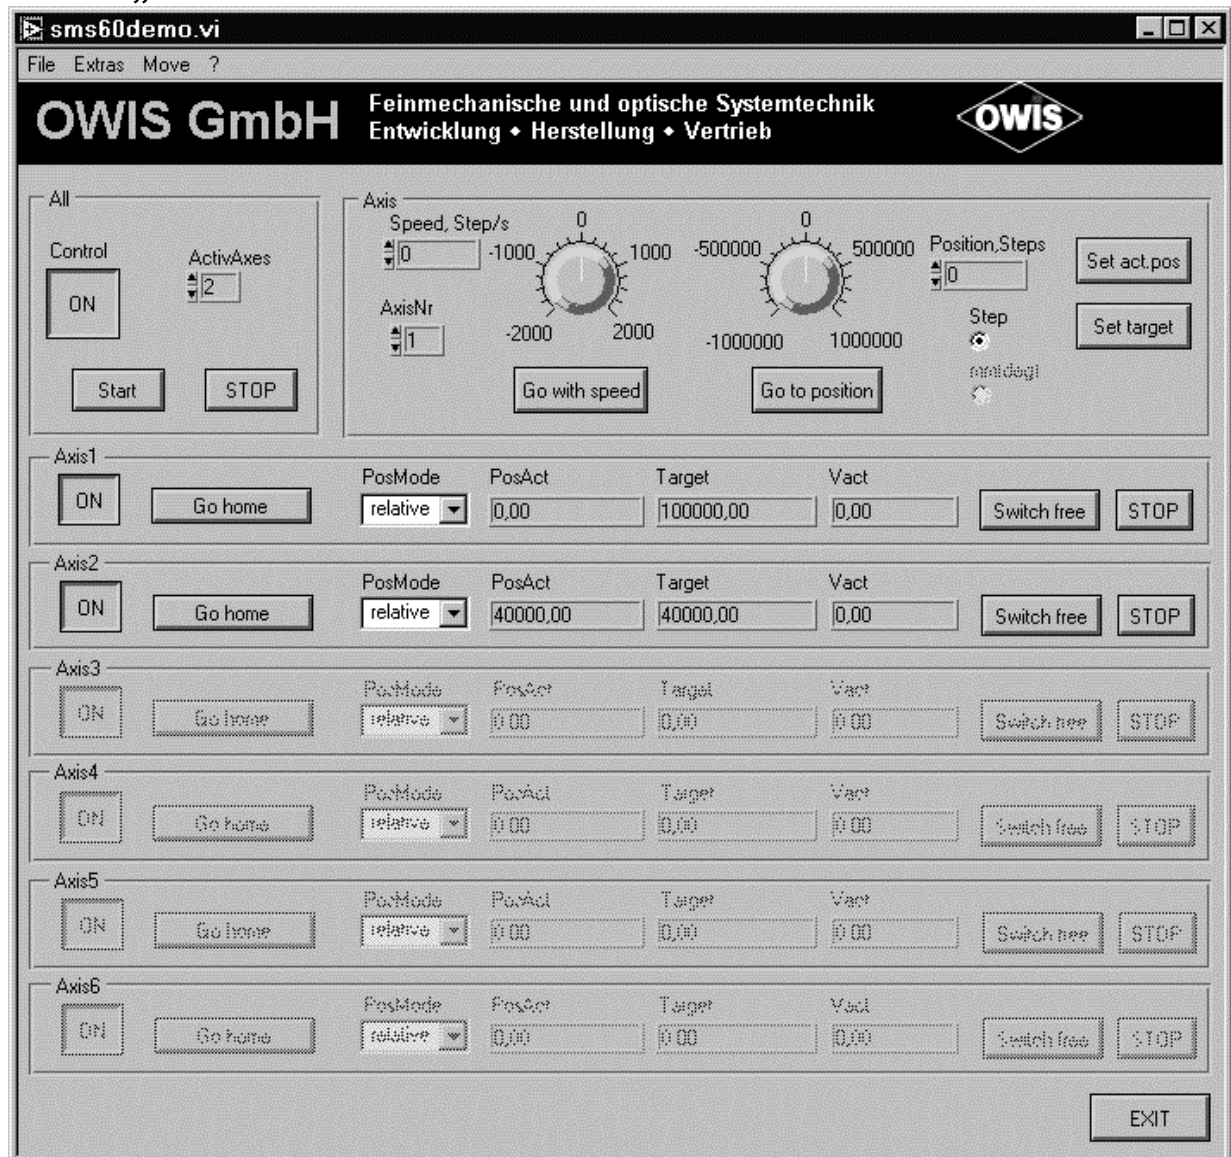 sms60demo.vi
File Extras Move ?
OWIS GmbH
Feinmechanische und optische Systemtechnik
Entwicklung ◆ Herstellung ◆ Vertrieb
OWIS
All
Control
ON
ActivAxes
2
Start
STOP
Axis
Speed, Step/s
0
AxisNr
1
0
-1000
1000
-2000
2000
Go with speed
0
-500000
500000
-1000000
1000000
Go to position
Position,Steps
0
Step
mm(deg)
Set act.pos
Set target
Axis1
PosMode PosAct Target Vact
ON Go home relative 0,00 100000,00 0,00 Switch free STOP
Axis2
PosMode PosAct Target Vact
ON Go home relative 40000,00 40000,00 0,00 Switch free STOP
Axis3
PosMode PosAct Target Vact
ON Go home relative 0,00 0,00 0,00 Switch free STOP
Axis4
PosMode PosAct Target Vact
ON Go home relative 0,00 0,00 0,00 Switch free STOP
Axis5
PosMode PosAct Target Vact
ON Go home relative 0,00 0,00 0,00 Switch free STOP
Axis6
PosMode PosAct Target Vact
ON Go home relative 0,00 0,00 0,00 Switch free STOP
EXIT